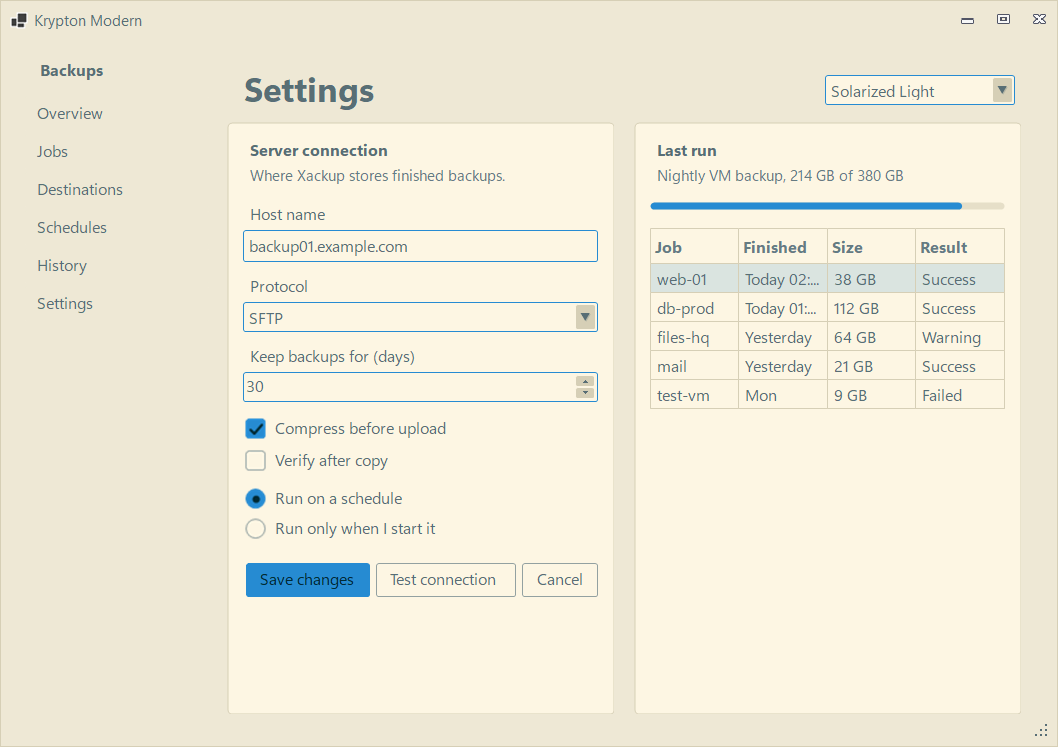 Krypton Modern
Backups
Overview
Jobs
Destinations
Schedules
History
Settings
Settings
Solarized Light
Server connection
Where Xackup stores finished backups.
Host name
backup01.example.com
Protocol
SFTP
Keep backups for (days)
30
Compress before upload
Verify after copy
Run on a schedule
Run only when I start it
Save changes Test connection Cancel
Last run
Nightly VM backup, 214 GB of 380 GB
Job Finished Size Result
web-01 Today 02:... 38 GB Success
db-prod Today 01:... 112 GB Success
files-hq Yesterday 64 GB Warning
mail Yesterday 21 GB Success
test-vm Mon 9 GB Failed